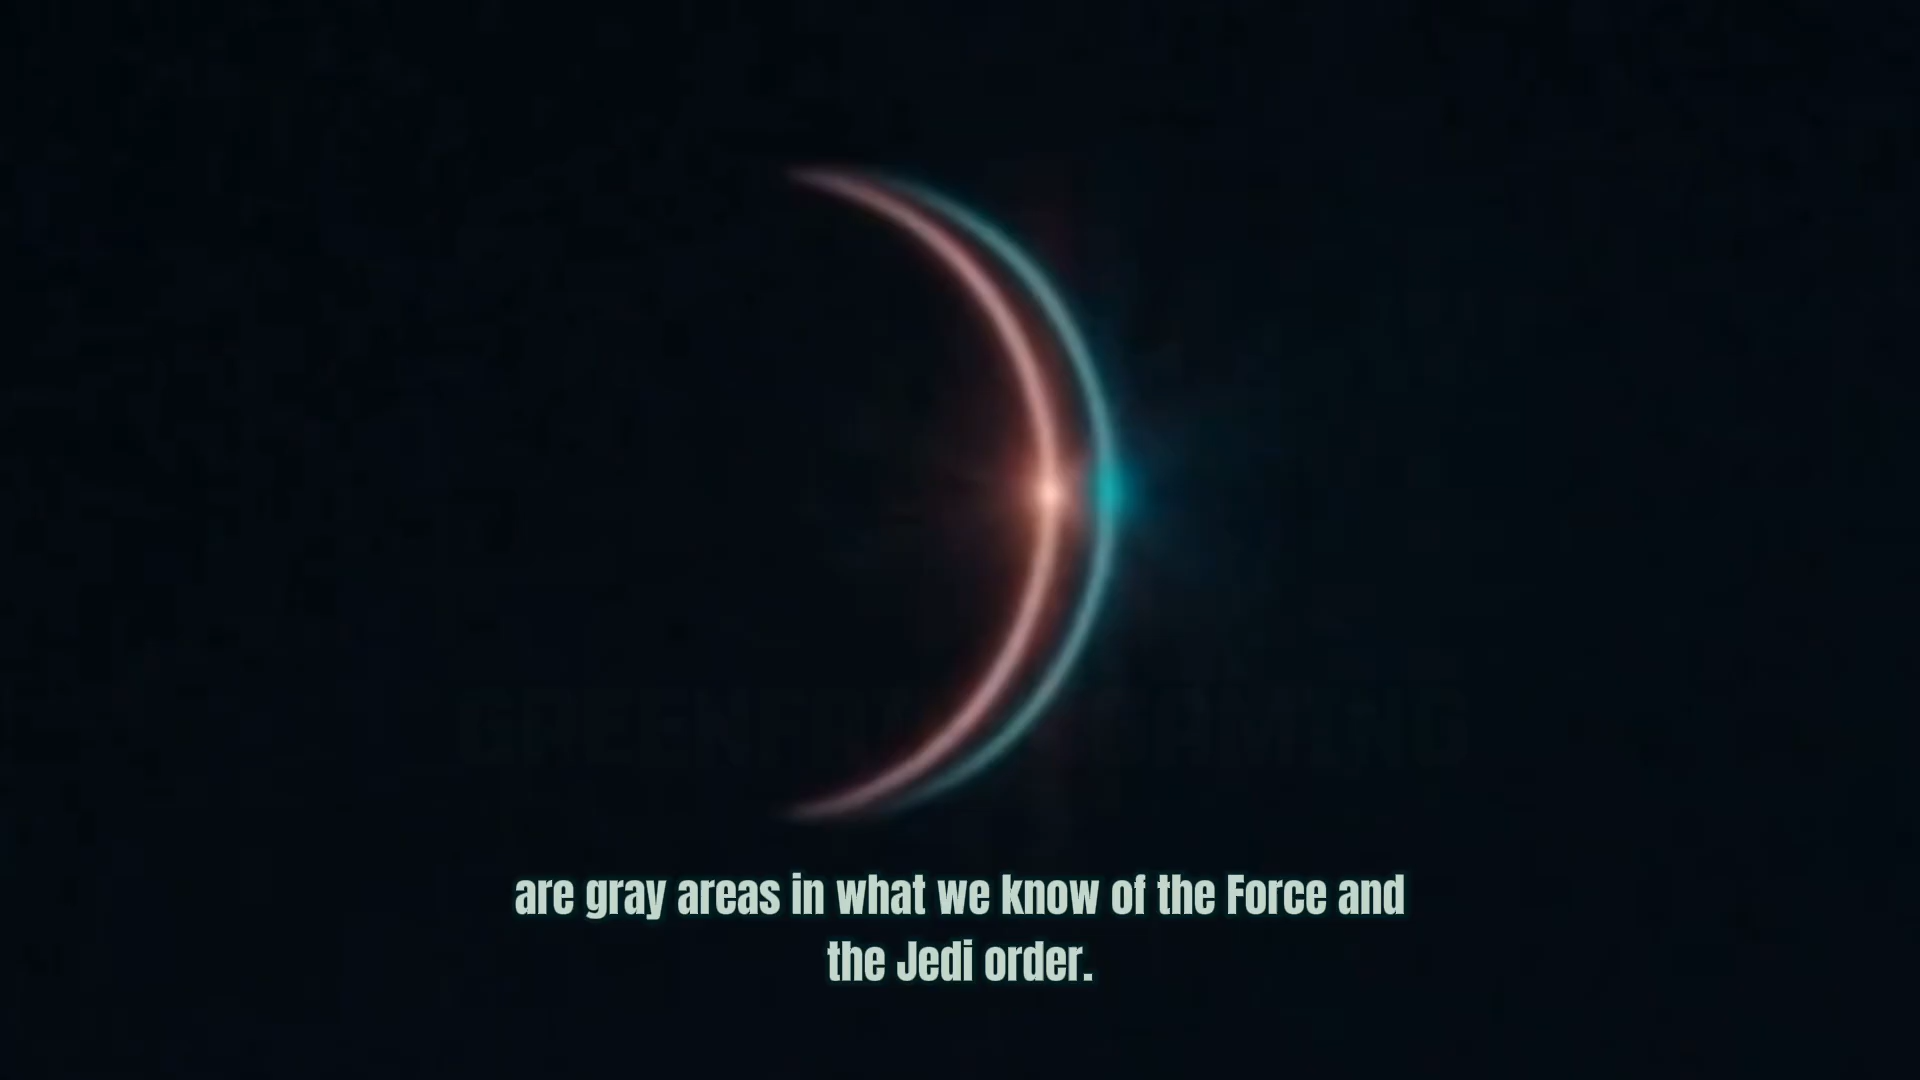 are gray areas in what we know of the Force and
the Jedi order.